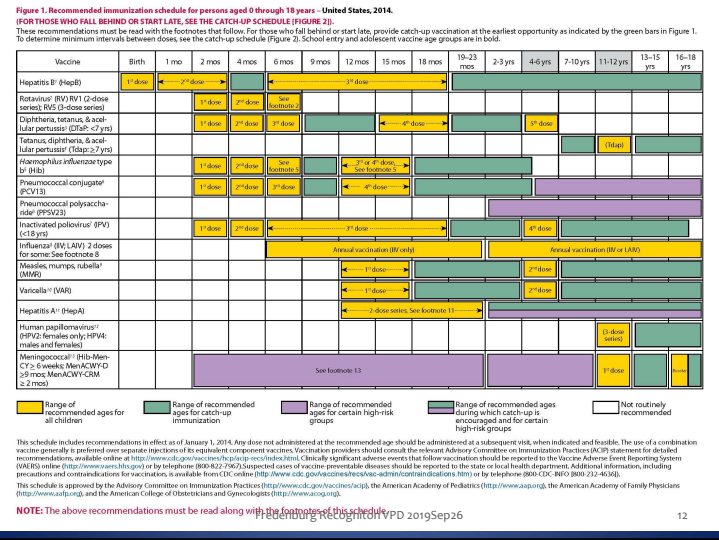 Figure 1. Recommended immunization schedule for persons aged 0 through 18 years – United States, 2014.
(FOR THOSE WHO FALL BEHIND OR START LATE, SEE THE CATCH-UP SCHEDULE [FIGURE 2]).
These recommendations must be read with the footnotes that follow. For those who fall behind or start late, provide catch-up vaccination at the earliest opportunity as indicated by the green bars in Figure 1.
To determine minimum intervals between doses, see the catch-up schedule (Figure 2). School entry and adolescent vaccine age groups are in bold.
Vaccine Birth 1 mo 2 mos 4 mos 6 mos 9 mos 12 mos 15 mos 18 mos 19–23 mos 2-3 yrs 4-6 yrs 7-10 yrs 11-12 yrs 13–15 yrs 16–18 yrs
Hepatitis B (HepB) 1st dose 2nd dose 3rd dose
Rotavirus (RV) RV1 (2-dose
series); RV5 (3-dose series) 1st dose 2nd dose See footnote 2
Diphtheria, tetanus, & acel-
lular pertussis (DTaP: <7 yrs) 1st dose 2nd dose 3rd dose 4th dose 5th dose
Tetanus, diphtheria, & acel-
lular pertussis (Tdap: ≥7 yrs) (Tdap)
Haemophilus influenzae type
b (Hib) 1st dose 2nd dose See footnote 5 3rd or 4th dose, See footnote 5
Pneumococcal conjugate
(PCV13) 1st dose 2nd dose 3rd dose 4th dose
Pneumococcal polysaccha-
ride (PPSV23)
Inactivated poliovirus (IPV)
(<18 yrs) 1st dose 2nd dose 3rd dose 4th dose
Influenza (IIV; LAIV) 2 doses
for some: See footnote 8 Annual vaccination (IIV only) Annual vaccination (IIV or LAIV)
Measles, mumps, rubella
(MMR) 1st dose 2nd dose
Varicella (VAR) 1st dose 2nd dose
Hepatitis A (HepA) 2-dose series, See footnote 11
Human papillomavirus
(HPV2: females only; HPV4:
males and females) (3-dose series)
Meningococcal (Hib-Men-
CY ≥ 6 weeks; MenACWY-D
≥9 mos; MenACWY-CRM
≥ 2 mos) See footnote 13 1st dose Booster
Range of recommended ages for all children
Range of recommended ages for catch-up immunization
Range of recommended ages for certain high-risk groups
Range of recommended ages during which catch-up is encouraged and for certain high-risk groups
Not routinely recommended
This schedule includes recommendations in effect as of January 1, 2014. Any dose not administered at the recommended age should be administered at a subsequent visit, when indicated and feasible. The use of a combination
vaccine generally is preferred over separate injections of its equivalent component vaccines. Vaccination providers should consult the relevant Advisory Committee on Immunization Practices (ACIP) statement for detailed
recommendations, available online at http://www.cdc.gov/vaccines/hcp/acip-recs/index.html. Clinically significant adverse events that follow vaccination should be reported to the Vaccine Adverse Event Reporting System
(VAERS) online (http://www.vaers.hhs.gov) or by telephone (800-822-7967).Suspected cases of vaccine-preventable diseases should be reported to the state or local health department. Additional information, including
precautions and contraindications for vaccination, is available from CDC online (http://www.cdc.gov/vaccines/recs/vac-admin/contraindications.htm) or by telephone (800-CDC-INFO [800-232-4636]).
This schedule is approved by the Advisory Committee on Immunization Practices (http//www.cdc.gov/vaccines/acip), the American Academy of Pediatrics (http://www.aap.org), the American Academy of Family Physicians
(http://www.aafp.org), and the American College of Obstetricians and Gynecologists (http://www.acog.org).
NOTE: The above recommendations must be read along with the footnotes of this schedule.
Fredenburg Recogniton VPD 2019Sep26
12